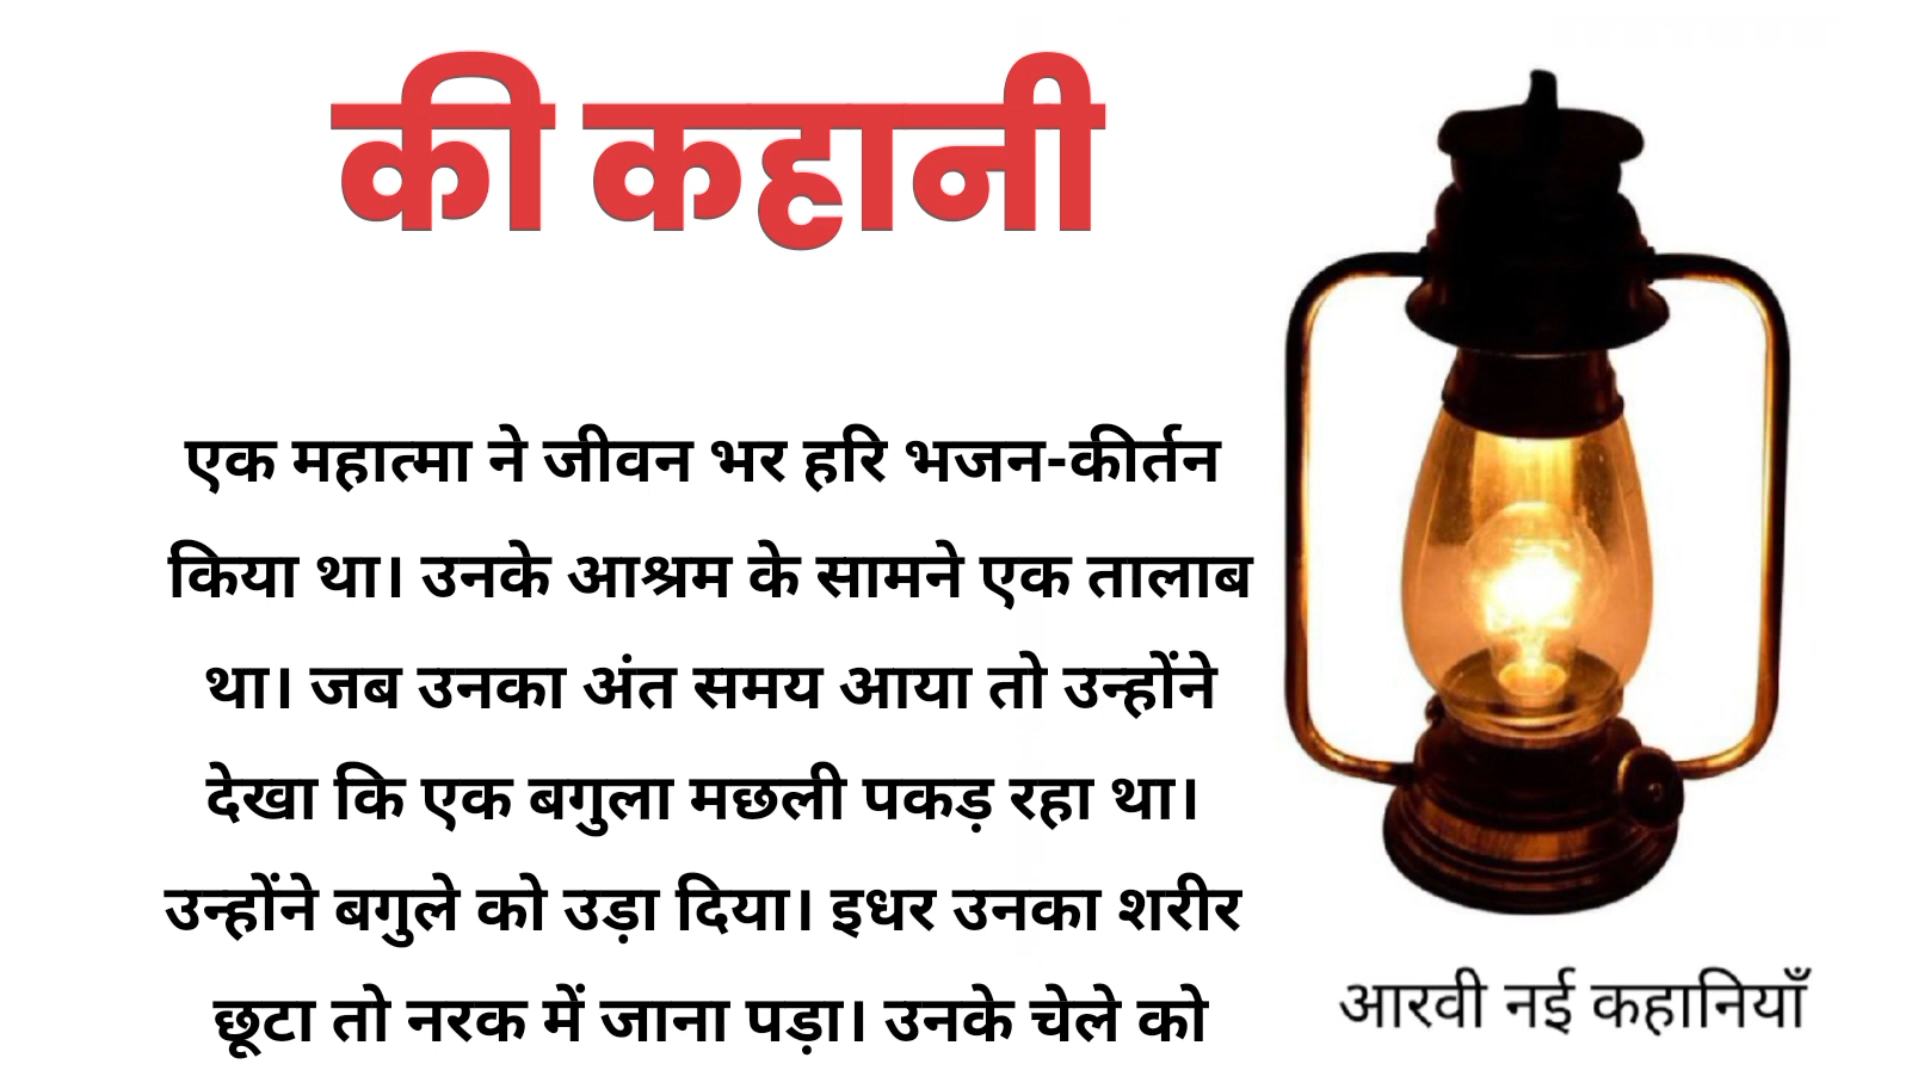 की कहानी
एक महात्मा ने जीवन भर हरि भजन-कीर्तन
किया था। उनके आश्रम के सामने एक तालाब
था। जब उनका अंत समय आया तो उन्होंने
देखा कि एक बगुला मछली पकड़ रहा था।
उन्होंने बगुले को उड़ा दिया। इधर उनका शरीर
छूटा तो नरक में जाना पड़ा। उनके चेले को
आरवी नई कहानियाँ